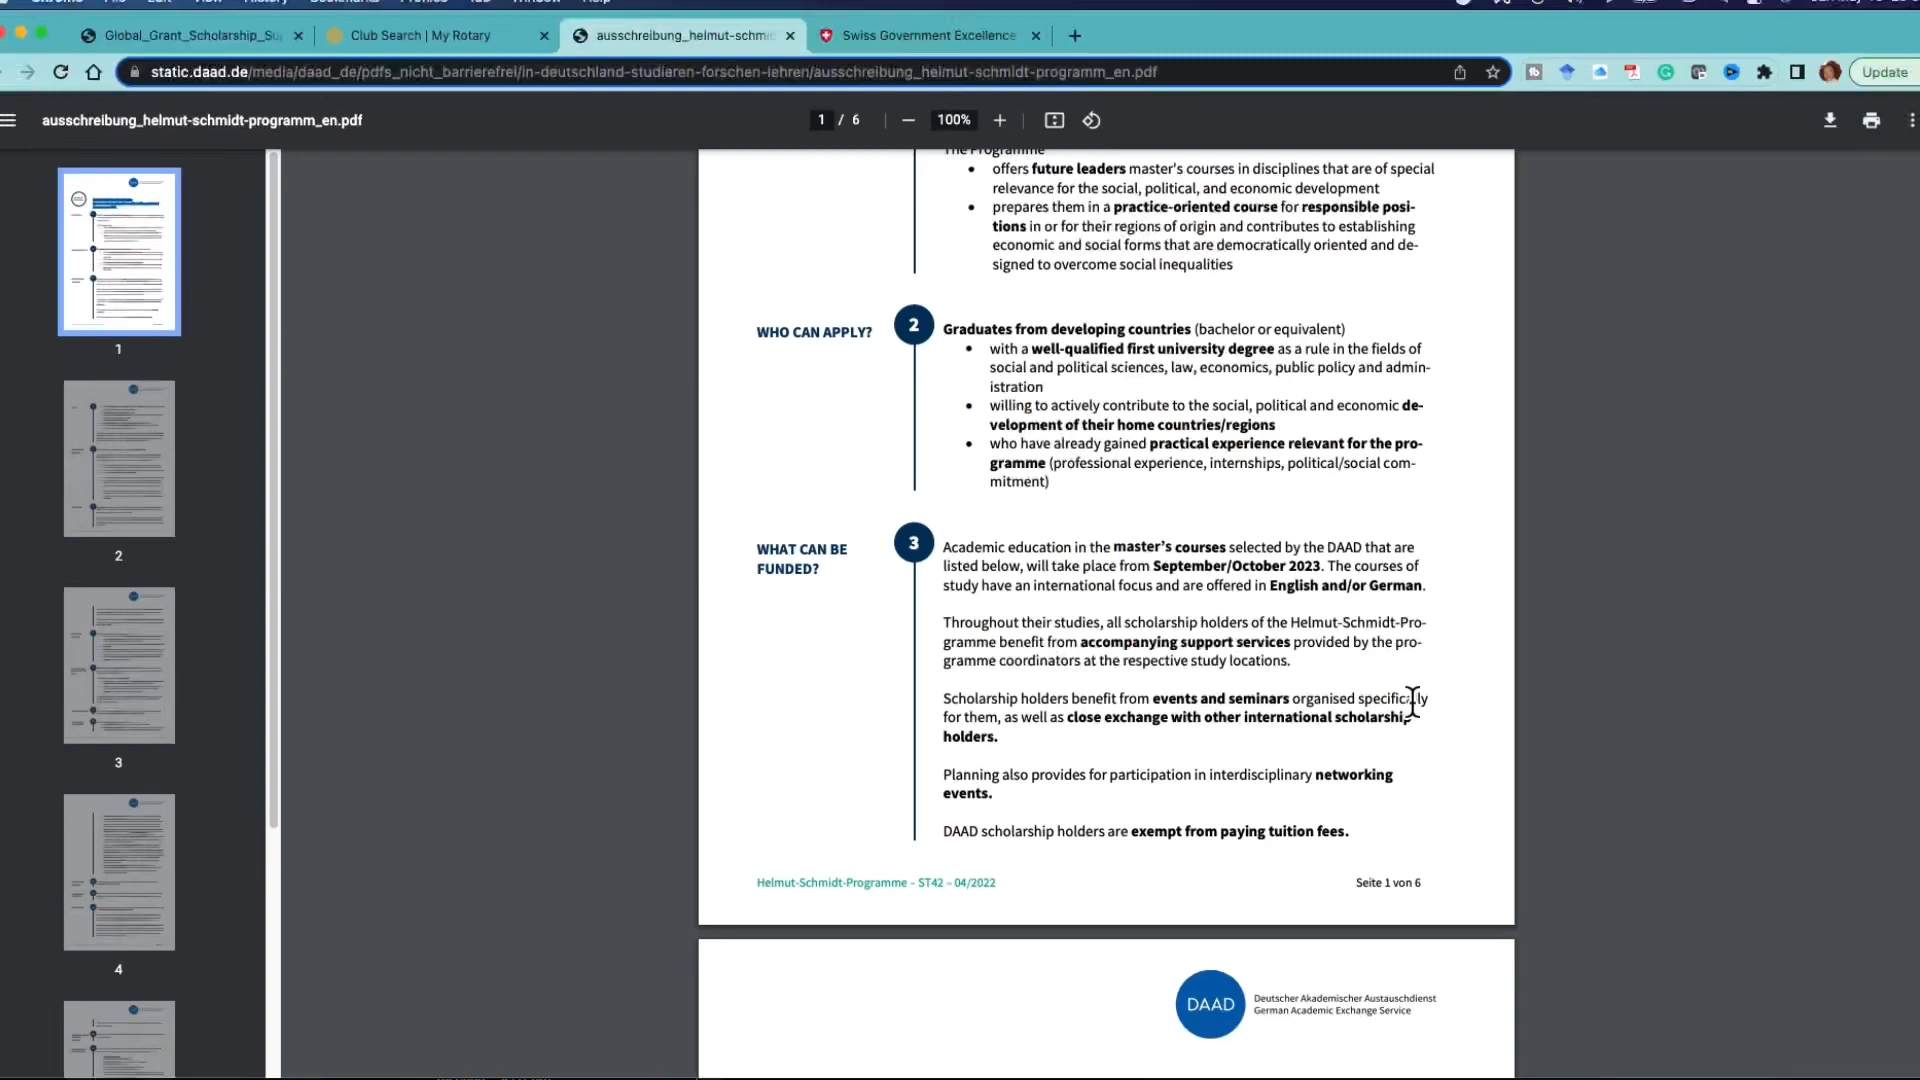 Global_Grant_Scholarship_Su
Club Search | My Rotary
ausschreibung_helmut-schmi
Swiss Government Excellence
static.daad.de/media/daad_de/pdfs_nicht_barrierefrei/in-deutschland-studieren-forschen-lehren/ausschreibung_helmut-schmidt-programm_en.pdf
Update
ausschreibung_helmut-schmidt-programm_en.pdf
1 / 6
100%
The Programme
• offers future leaders master's courses in disciplines that are of special
relevance for the social, political, and economic development
• prepares them in a practice-oriented course for responsible posi-
tions in or for their regions of origin and contributes to establishing
economic and social forms that are democratically oriented and de-
signed to overcome social inequalities
WHO CAN APPLY?
2
Graduates from developing countries (bachelor or equivalent)
• with a well-qualified first university degree as a rule in the fields of
social and political sciences, law, economics, public policy and admin-
istration
• willing to actively contribute to the social, political and economic de-
velopment of their home countries/regions
• who have already gained practical experience relevant for the pro-
gramme (professional experience, internships, political/social com-
mitment)
WHAT CAN BE
FUNDED?
3
Academic education in the master's courses selected by the DAAD that are
listed below, will take place from September/October 2023. The courses of
study have an international focus and are offered in English and/or German.
Throughout their studies, all scholarship holders of the Helmut-Schmidt-Pro-
gramme benefit from accompanying support services provided by the pro-
gramme coordinators at the respective study locations.
Scholarship holders benefit from events and seminars organised specifically
for them, as well as close exchange with other international scholarship
holders.
Planning also provides for participation in interdisciplinary networking
events.
DAAD scholarship holders are exempt from paying tuition fees.
Helmut-Schmidt-Programme – ST42 – 04/2022
Seite 1 von 6
DAAD
Deutscher Akademischer Austauschdienst
German Academic Exchange Service
1
2
3
4